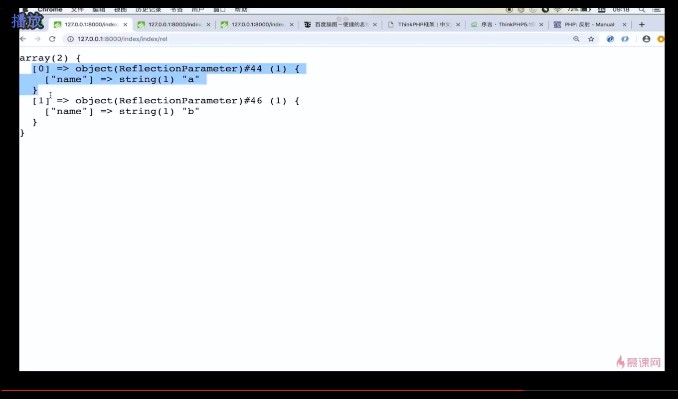 播放
Chrome 文件 编辑 视图 历史记录 书签 用户 窗口 帮助
127.0.0.1:8000/index 127.0.0.1:8000/index 127.0.0.1:8000/index 百度脑图－便捷的思 ThinkPHP框架 | 中文 序言 · ThinkPHP5 PHP: 反射 - Manual
127.0.0.1:8000/index/index/rel
array(2) {
[0] => object(ReflectionParameter)#44 (1) {
["name"] => string(1) "a"
}
[1] => object(ReflectionParameter)#46 (1) {
["name"] => string(1) "b"
}
}
慕课网